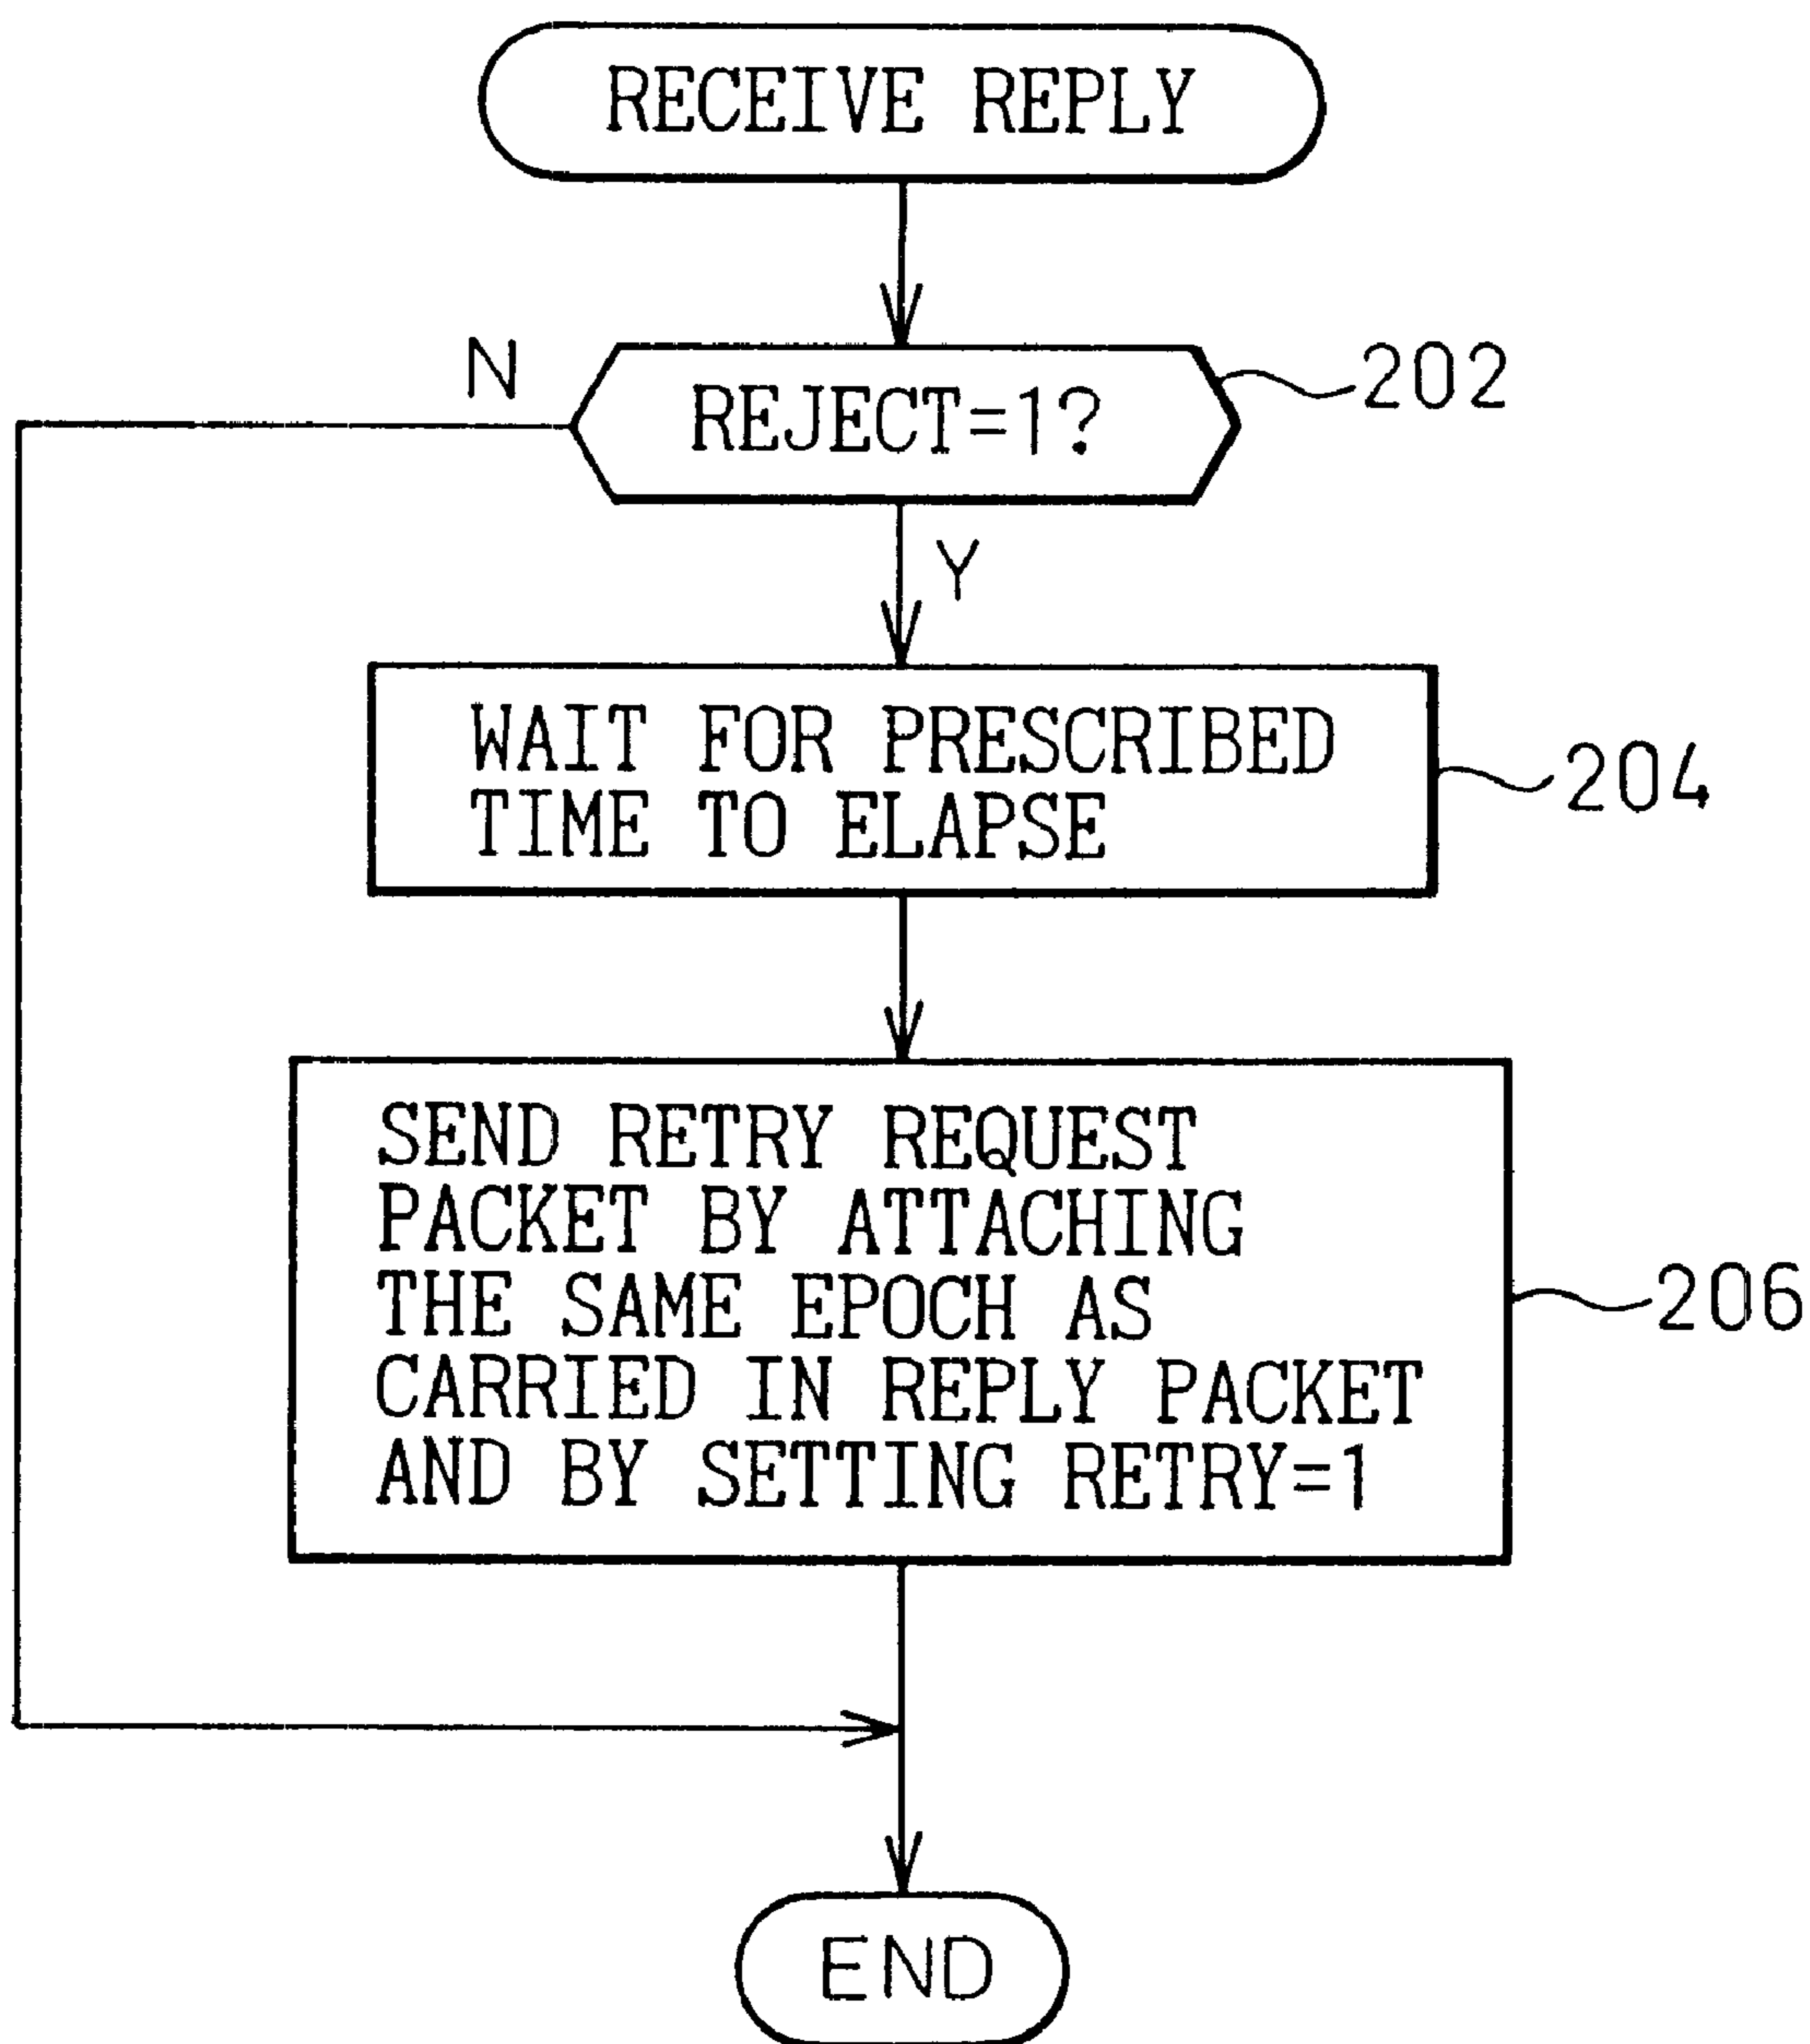 RECEIVE REPLY
N
REJECT=1?
202
Y
WAIT FOR PRESCRIBED
TIME TO ELAPSE
204
SEND RETRY REQUEST
PACKET BY ATTACHING
THE SAME EPOCH AS
CARRIED IN REPLY PACKET
AND BY SETTING RETRY=1
206
END